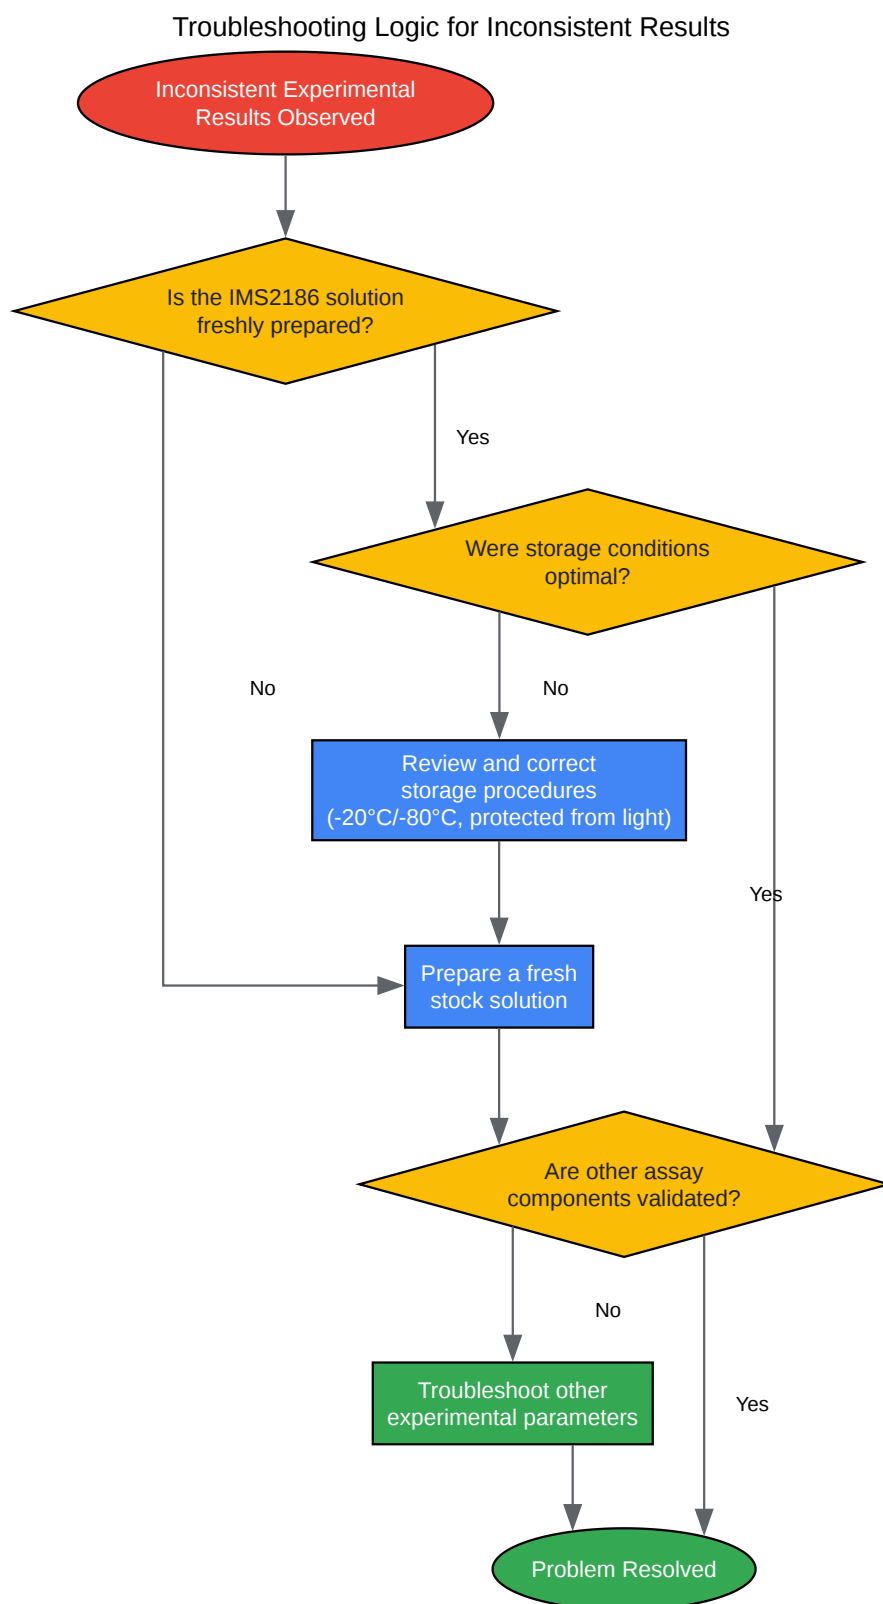 Troubleshooting Logic for Inconsistent Results
Inconsistent Experimental
Results Observed
Is the IMS2186 solution
freshly prepared?
Yes
Were storage conditions
optimal?
No
No
Review and correct
storage procedures
(-20°C/-80°C, protected from light)
Yes
Prepare a fresh
stock solution
Are other assay
components validated?
No
Troubleshoot other
experimental parameters
Yes
Problem Resolved